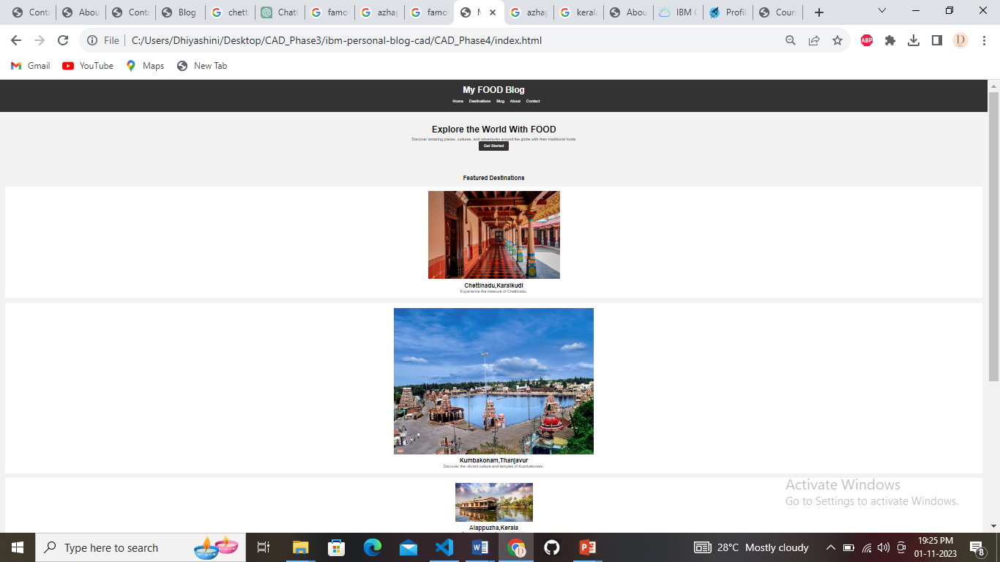 Conta
Abou
Conta
Blog
chett
ChatG
famo
azhap
famo
M
azhap
kerala
Abou
IBM C
Profil
Cours
File
C:/Users/Dhiyashini/Desktop/CAD_Phase3/ibm-personal-blog-cad/CAD_Phase4/index.html
ABP
D
Gmail
YouTube
Maps
New Tab
My FOOD Blog
Home Destinations Blog About Contact
Explore the World With FOOD
Discover amazing places, cultures, and adventures around the globe with their traditional foods
Get Started
Featured Destinations
Chettinadu,Karaikudi
Experience the treasure of Chettinadu.
Kumbakonam,Thanjavur
Discover the vibrant culture and temples of Kumbakonam.
Alappuzha,Kerala
Activate Windows
Go to Settings to activate Windows.
Type here to search
28°C Mostly cloudy
19:25 PM
01-11-2023
8